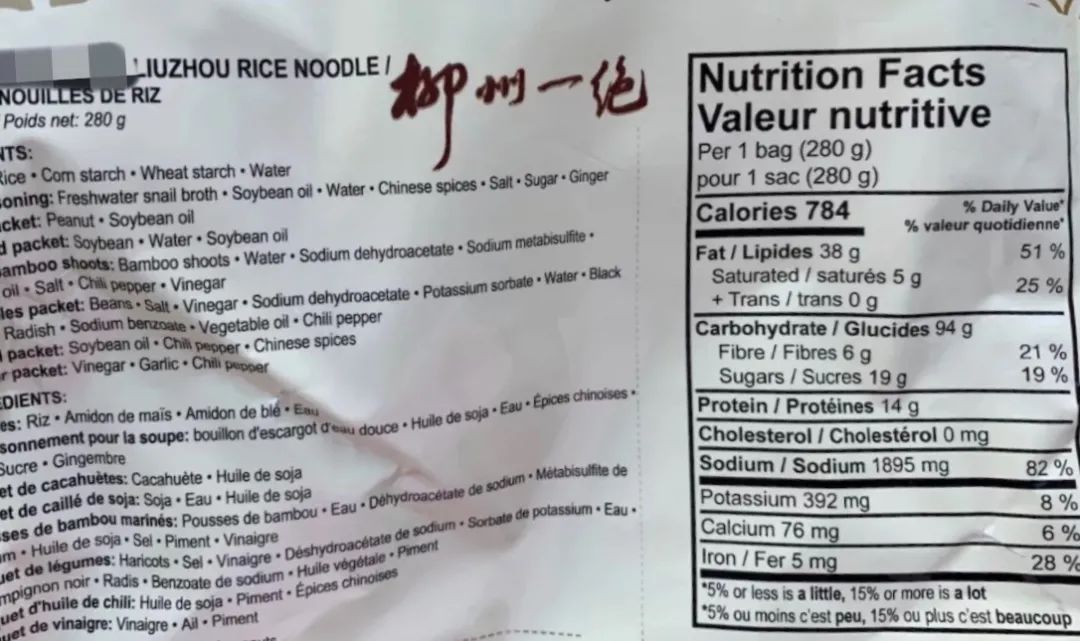 LIUZHOU RICE NOODLE /
柳州一绝
NOUILLES DE RIZ
Poids net: 280 g
NTS:
Rice • Corn starch • Wheat starch • Water
soning: Freshwater snail broth • Soybean oil • Water • Chinese spices • Salt • Sugar • Ginger
cket: Peanut • Soybean oil
d packet: Soybean • Water • Soybean oil
amboo shoots: Bamboo shoots • Water • Sodium dehydroacetate • Sodium metabisulfite •
oil • Salt • Chili pepper • Vinegar
les packet: Beans • Salt • Vinegar • Sodium dehydroacetate • Potassium sorbate • Water • Black
Radish • Sodium benzoate • Vegetable oil • Chili pepper
l packet: Soybean oil • Chili pepper • Chinese spices
r packet: Vinegar • Garlic • Chili pepper
EDIENTS:
es: Riz • Amidon de maïs • Amidon de blé • Eau
sonnement pour la soupe: bouillon d'escargot d'eau douce • Huile de soja • Eau • Épices chinoises •
Sucre • Gingembre
et de cacahuètes: Cacahuète • Huile de soja
et de caillé de soja: Soja • Eau • Huile de soja
sses de bambou marinés: Pousses de bambou • Eau • Déhydroacétate de sodium • Métabisulfite de
um • Huile de soja • Sel • Piment • Vinaigre
uet de légumes: Haricots • Sel • Vinaigre • Déshydroacétate de sodium • Sorbate de potassium • Eau •
mpignon noir • Radis • Benzoate de sodium • Huile végétale • Piment
uet d'huile de chili: Huile de soja • Piment • Épices chinoises
uet de vinaigre: Vinaigre • Ail • Piment
Nutrition Facts
Valeur nutritive
Per 1 bag (280 g)
pour 1 sac (280 g)
Calories 784
% Daily Value*
% valeur quotidienne*
Fat / Lipides 38 g 51 %
Saturated / saturés 5 g
+ Trans / trans 0 g
25 %
Carbohydrate / Glucides 94 g
Fibre / Fibres 6 g 21 %
Sugars / Sucres 19 g 19 %
Protein / Protéines 14 g
Cholesterol / Cholestérol 0 mg
Sodium / Sodium 1895 mg 82 %
Potassium 392 mg 8 %
Calcium 76 mg 6 %
Iron / Fer 5 mg 28 %
*5% or less is a little, 15% or more is a lot
*5% ou moins c'est peu, 15% ou plus c'est beaucoup